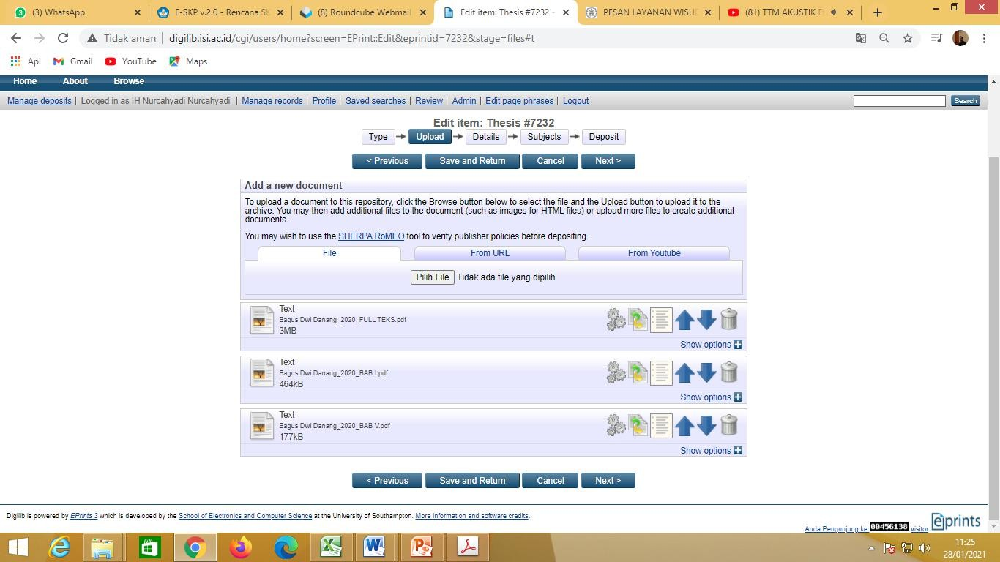 (3) WhatsApp
E-SKP v.2.0 - Rencana SK
(8) Roundcube Webmail
Edit item: Thesis #7232 -
PESAN LAYANAN WISUD
(81) TTM AKUSTIK
Tidak aman | digilib.isi.ac.id/cgi/users/home?screen=EPrint::Edit&eprintid=7232&stage=files#t
Apl Gmail YouTube Maps
Home About Browse
Manage deposits | Logged in as IH Nurcahyadi Nurcahyadi | Manage records | Profile | Saved searches | Review | Admin | Edit page phrases | Logout
Search
Edit item: Thesis #7232
Type Upload Details Subjects Deposit
< Previous Save and Return Cancel Next >
Add a new document
To upload a document to this repository, click the Browse button below to select the file and the Upload button to upload it to the
archive. You may then add additional files to the document (such as images for HTML files) or upload more files to create additional
documents.
You may wish to use the SHERPA RoMEO tool to verify publisher policies before depositing.
File From URL From Youtube
Pilih File Tidak ada file yang dipilih
Text
Bagus Dwi Danang_2020_FULL TEKS.pdf
3MB
Show options
Text
Bagus Dwi Danang_2020_BAB I.pdf
464kB
Show options
Text
Bagus Dwi Danang_2020_BAB V.pdf
177kB
Show options
< Previous Save and Return Cancel Next >
Digilib is powered by EPrints 3 which is developed by the School of Electronics and Computer Science at the University of Southampton. More information and software credits.
Anda Pengunjung ke 00456138 visitor
eprints
11:25
28/01/2021